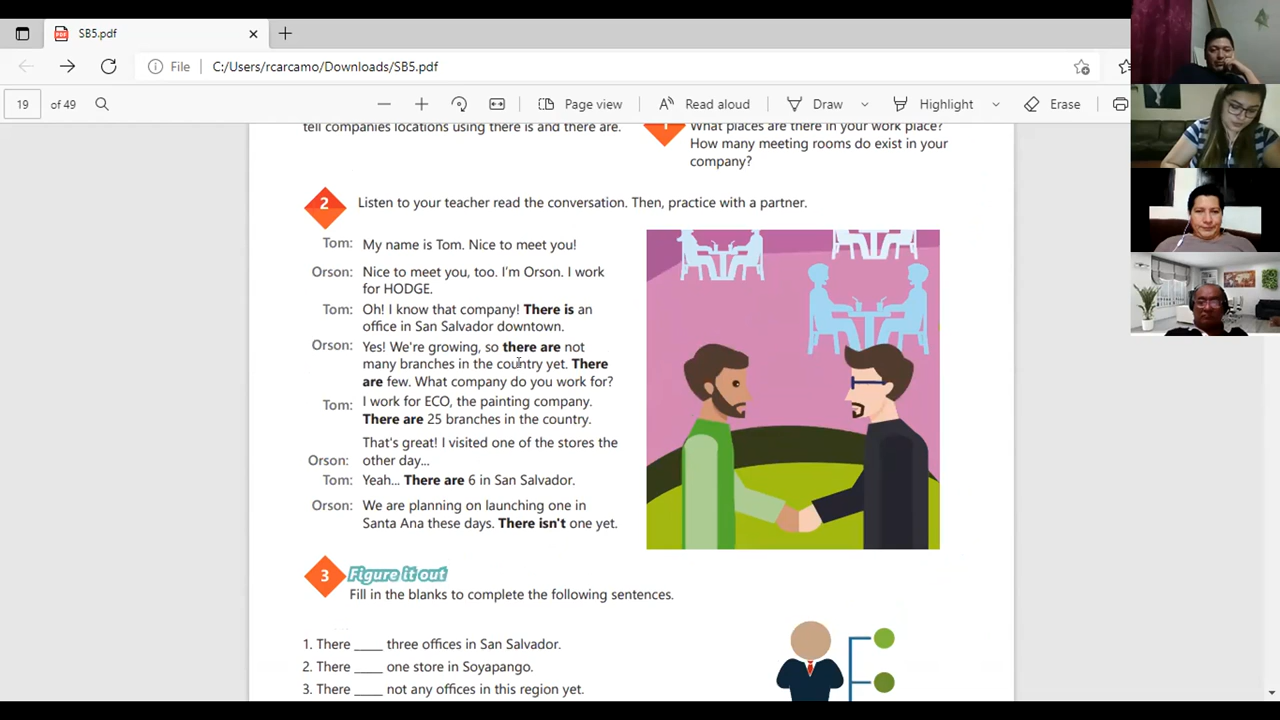 SB5.pdf
File C:/Users/rcarcamo/Downloads/SB5.pdf
19 of 49 Page view Read aloud Draw Highlight Erase
tell companies locations using there is and there are.
1
What places are there in your work place?
How many meeting rooms do exist in your
company?
2 Listen to your teacher read the conversation. Then, practice with a partner.
Tom: My name is Tom. Nice to meet you!
Orson: Nice to meet you, too. I'm Orson. I work
for HODGE.
Tom: Oh! I know that company! There is an
office in San Salvador downtown.
Orson: Yes! We're growing, so there are not
many branches in the country yet. There
are few. What company do you work for?
Tom: I work for ECO, the painting company.
There are 25 branches in the country.
That's great! I visited one of the stores the
Orson: other day...
Tom: Yeah... There are 6 in San Salvador.
Orson: We are planning on launching one in
Santa Ana these days. There isn't one yet.
3 Figure it out
Fill in the blanks to complete the following sentences.
1. There ____ three offices in San Salvador.
2. There ____ one store in Soyapango.
3. There ____ not any offices in this region yet.